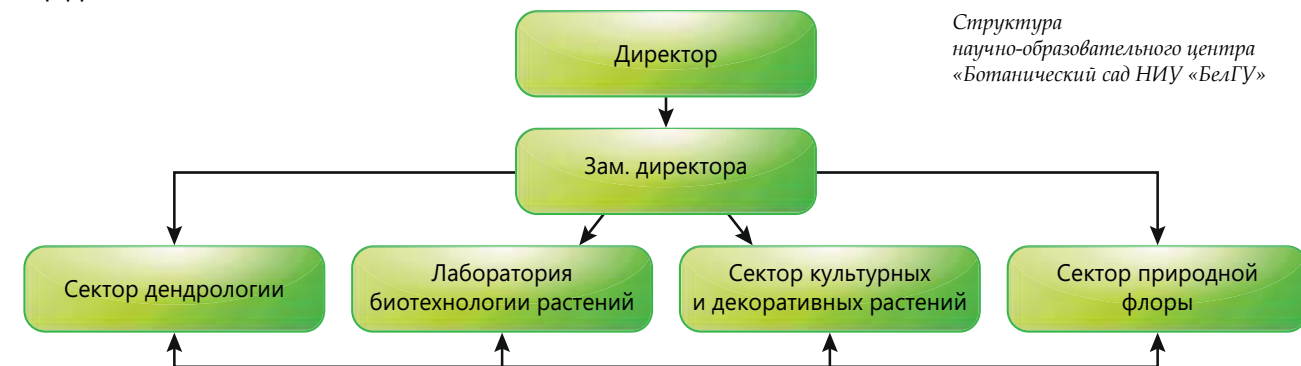 Структура
научно-образовательного центра
«Ботанический сад НИУ «БелГУ»
Директор
Зам. директора
Сектор дендрологии
Лаборатория
биотехнологии растений
Сектор культурных
и декоративных растений
Сектор природной
флоры